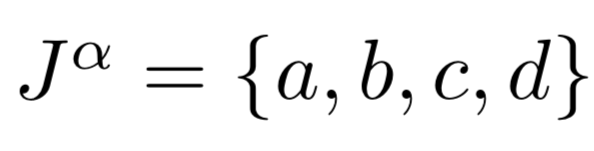 J^α = {a, b, c, d}